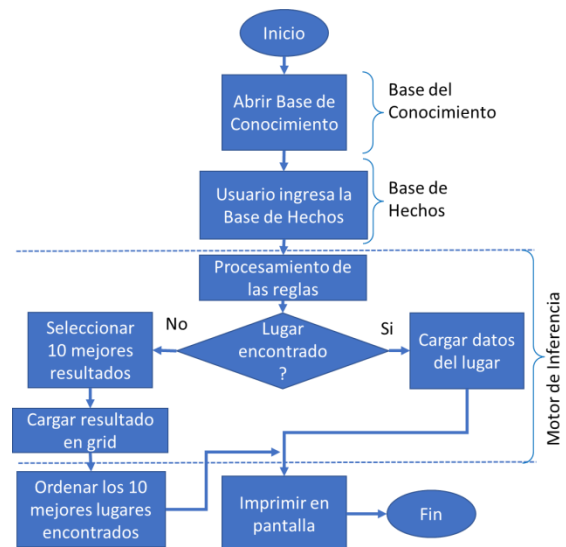 Inicio
Abrir Base de
Conocimiento
Base del
Conocimiento
Usuario ingresa la
Base de Hechos
Base de
Hechos
Procesamiento de
las reglas
Seleccionar
10 mejores
resultados
No
Lugar
encontrado
?
Si
Cargar datos
del lugar
Motor de Inferencia
Cargar resultado
en grid
Ordenar los 10
mejores lugares
encontrados
Imprimir en
pantalla
Fin